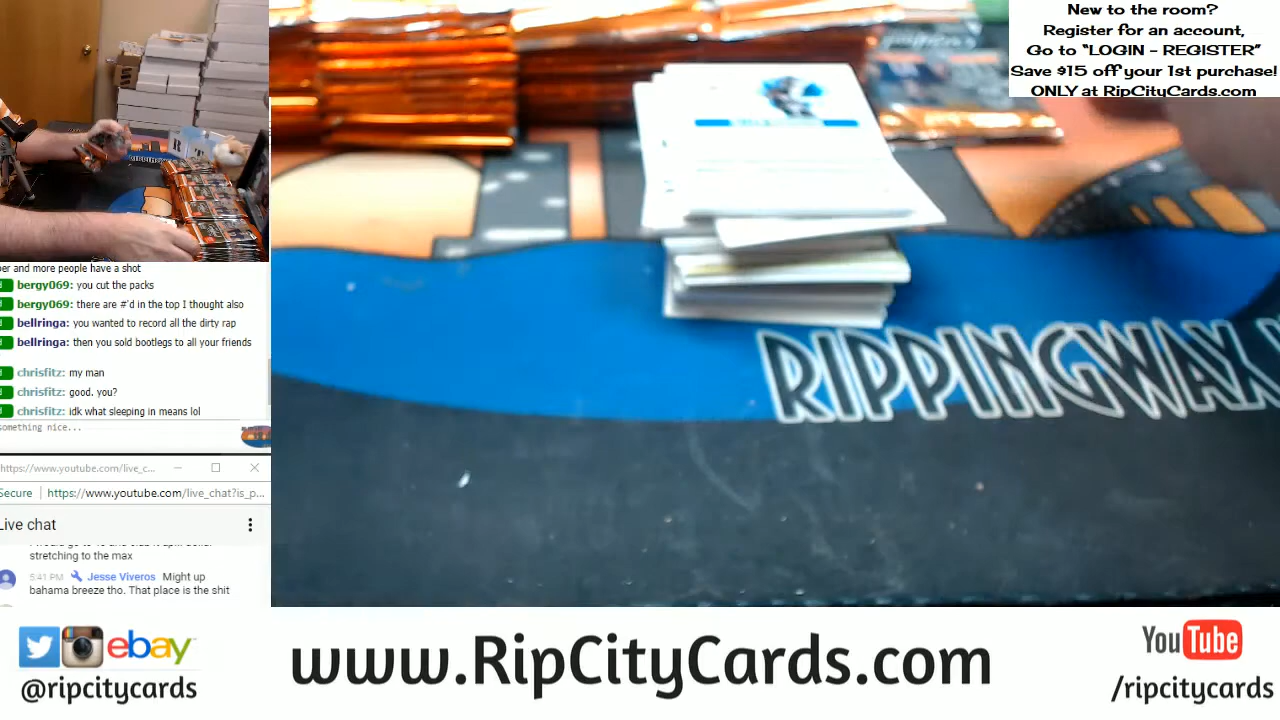 New to the room?
Register for an account,
Go to “LOGIN - REGISTER”
Save $15 off your 1st purchase!
ONLY at RipCityCards.com
RIPPINGWAX.
per and more people have a shot
bergy069: you cut the packs
bergy069: there are #'d in the top I thought also
bellringa: you wanted to record all the dirty rap
bellringa: then you sold bootlegs to all your friends
chrisfitz: my man
chrisfitz: good. you?
chrisfitz: idk what sleeping in means lol
something nice...
https://www.youtube.com/live_c...
Secure https://www.youtube.com/live_chat?is_p...
Live chat
stretching to the max
5:41 PM Jesse Viveros Might up
bahama breeze tho. That place is the shit
ebay
@ripcitycards
www.RipCityCards.com
YouTube
/ripcitycards